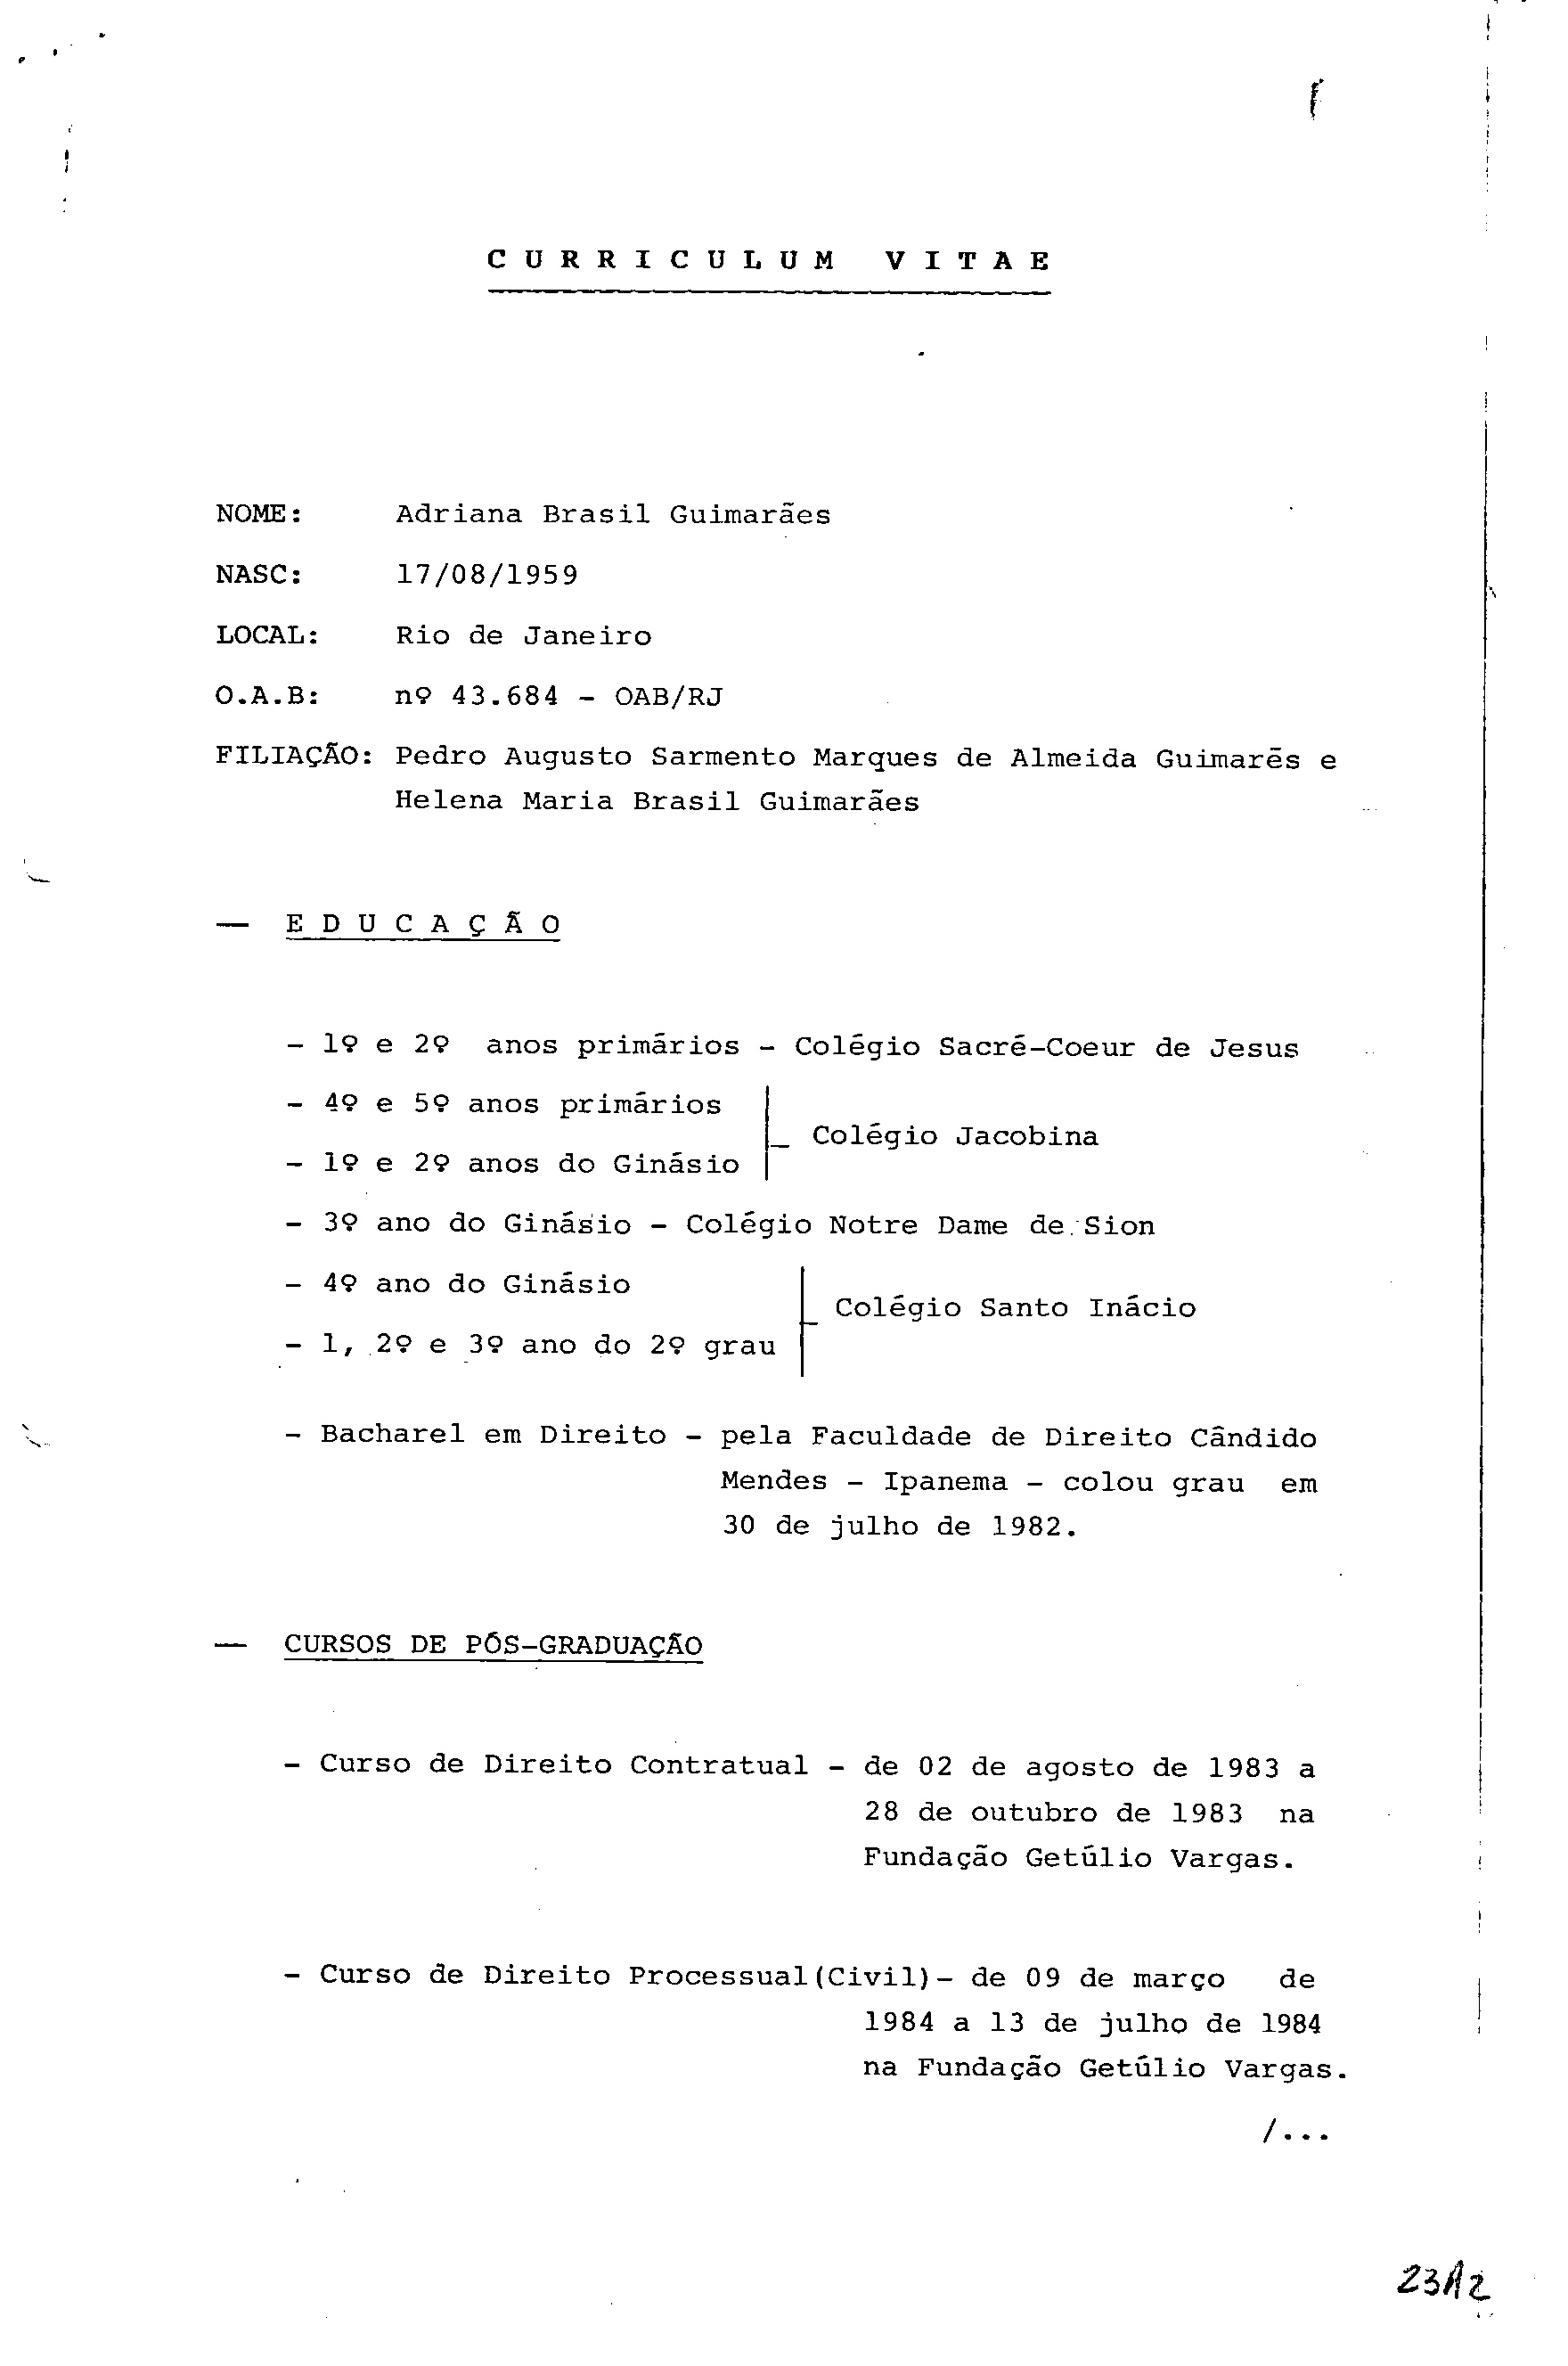 C U R R I C U L U M V I T A E
NOME: Adriana Brasil Guimarães
NASC: 17/08/1959
LOCAL: Rio de Janeiro
O.A.B: nº 43.684 - OAB/RJ
FILIAÇÃO: Pedro Augusto Sarmento Marques de Almeida Guimarẽs e
Helena Maria Brasil Guimarães
— E D U C A Ç Ã O
- 1º e 2º anos primários - Colégio Sacré-Coeur de Jesus
- 4º e 5º anos primários
Colégio Jacobina
- 1º e 2º anos do Ginásio
- 3º ano do Ginásio - Colégio Notre Dame de Sion
- 4º ano do Ginásio
Colégio Santo Inácio
- 1, 2º e 3º ano do 2º grau
- Bacharel em Direito - pela Faculdade de Direito Cândido
Mendes - Ipanema - colou grau em
30 de julho de 1982.
— CURSOS DE PÓS-GRADUAÇÃO
- Curso de Direito Contratual - de 02 de agosto de 1983 a
28 de outubro de 1983 na
Fundação Getúlio Vargas.
- Curso de Direito Processual(Civil)- de 09 de março de
1984 a 13 de julho de 1984
na Fundação Getúlio Vargas.
/...